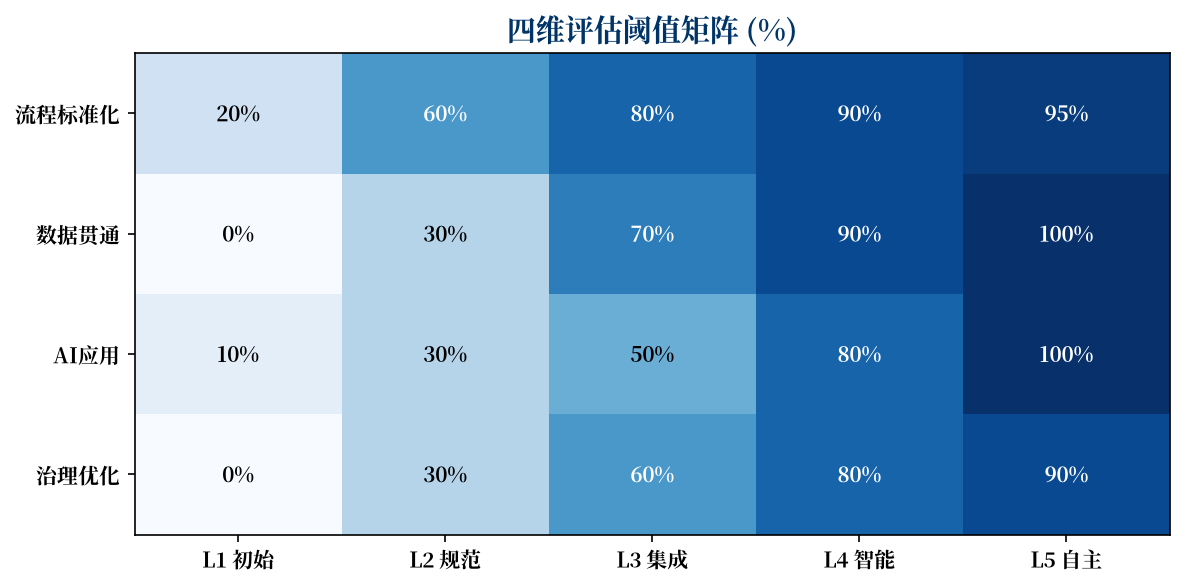 四维评估阈值矩阵 (%)
流程标准化 20% 60% 80% 90% 95%
数据贯通 0% 30% 70% 90% 100%
AI应用 10% 30% 50% 80% 100%
治理优化 0% 30% 60% 80% 90%
L1 初始 L2 规范 L3 集成 L4 智能 L5 自主